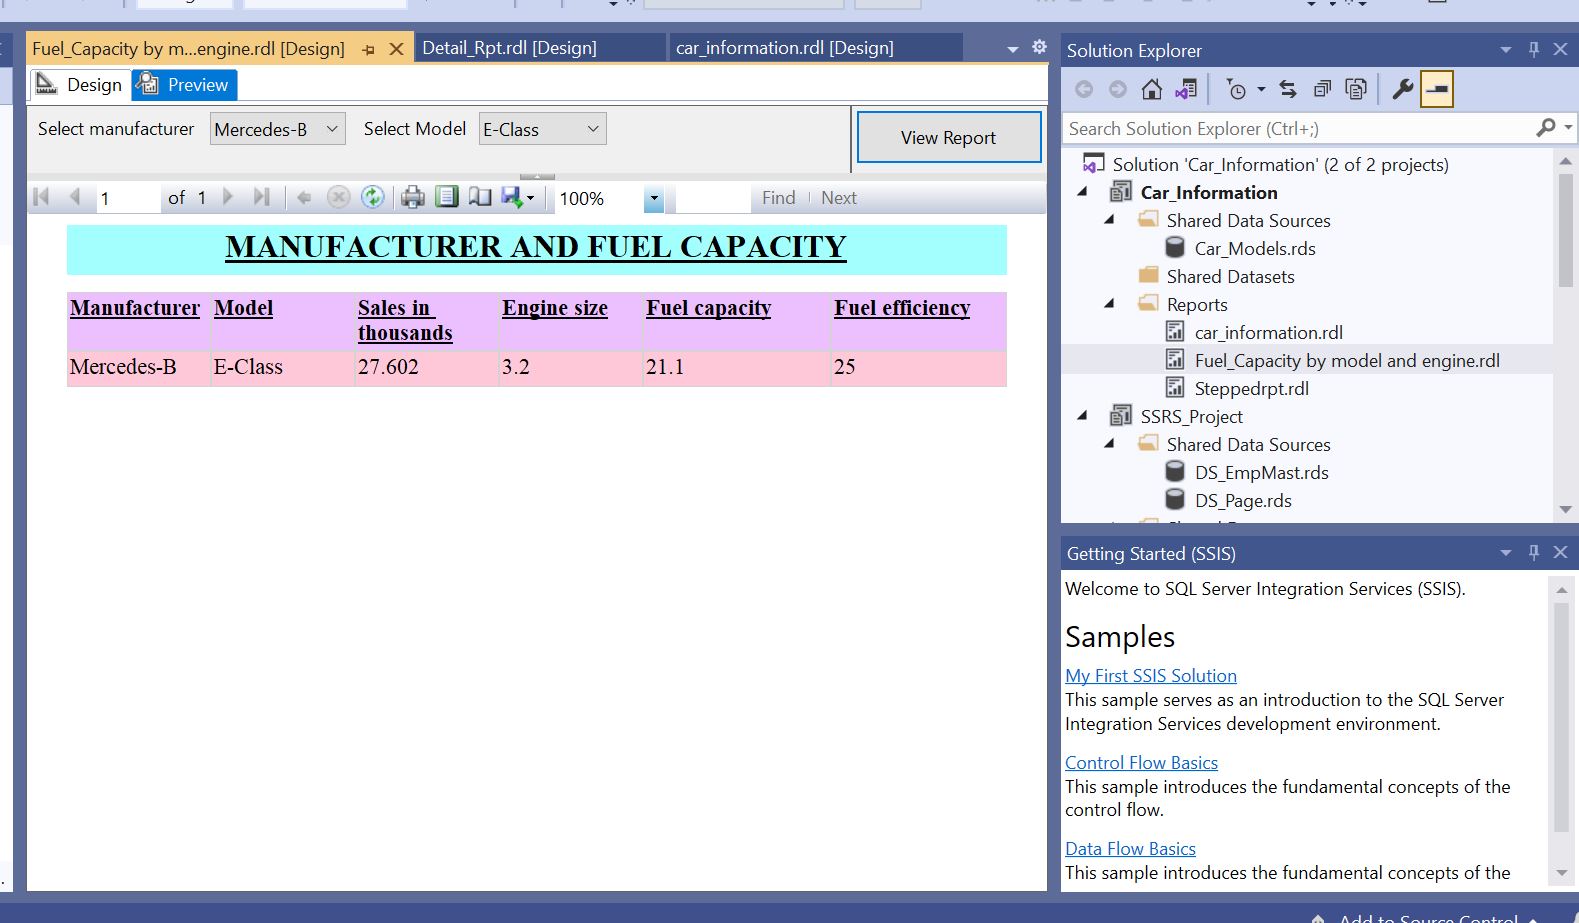 Fuel_Capacity by m...engine.rdl [Design]
Detail_Rpt.rdl [Design]
car_information.rdl [Design]
Design
Preview
Select manufacturer
Mercedes-B
Select Model
E-Class
View Report
1
of 1
100%
Find
Next
MANUFACTURER AND FUEL CAPACITY
Manufacturer Model Sales in Engine size Fuel capacity Fuel efficiency
thousands
Mercedes-B E-Class 27.602 3.2 21.1 25
Solution Explorer
Search Solution Explorer (Ctrl+;)
Solution 'Car_Information' (2 of 2 projects)
Car_Information
Shared Data Sources
Car_Models.rds
Shared Datasets
Reports
car_information.rdl
Fuel_Capacity by model and engine.rdl
Steppedrpt.rdl
SSRS_Project
Shared Data Sources
DS_EmpMast.rds
DS_Page.rds
Getting Started (SSIS)
Welcome to SQL Server Integration Services (SSIS).
Samples
My First SSIS Solution
This sample serves as an introduction to the SQL Server
Integration Services development environment.
Control Flow Basics
This sample introduces the fundamental concepts of the
control flow.
Data Flow Basics
This sample introduces the fundamental concepts of the
Add to Source Control